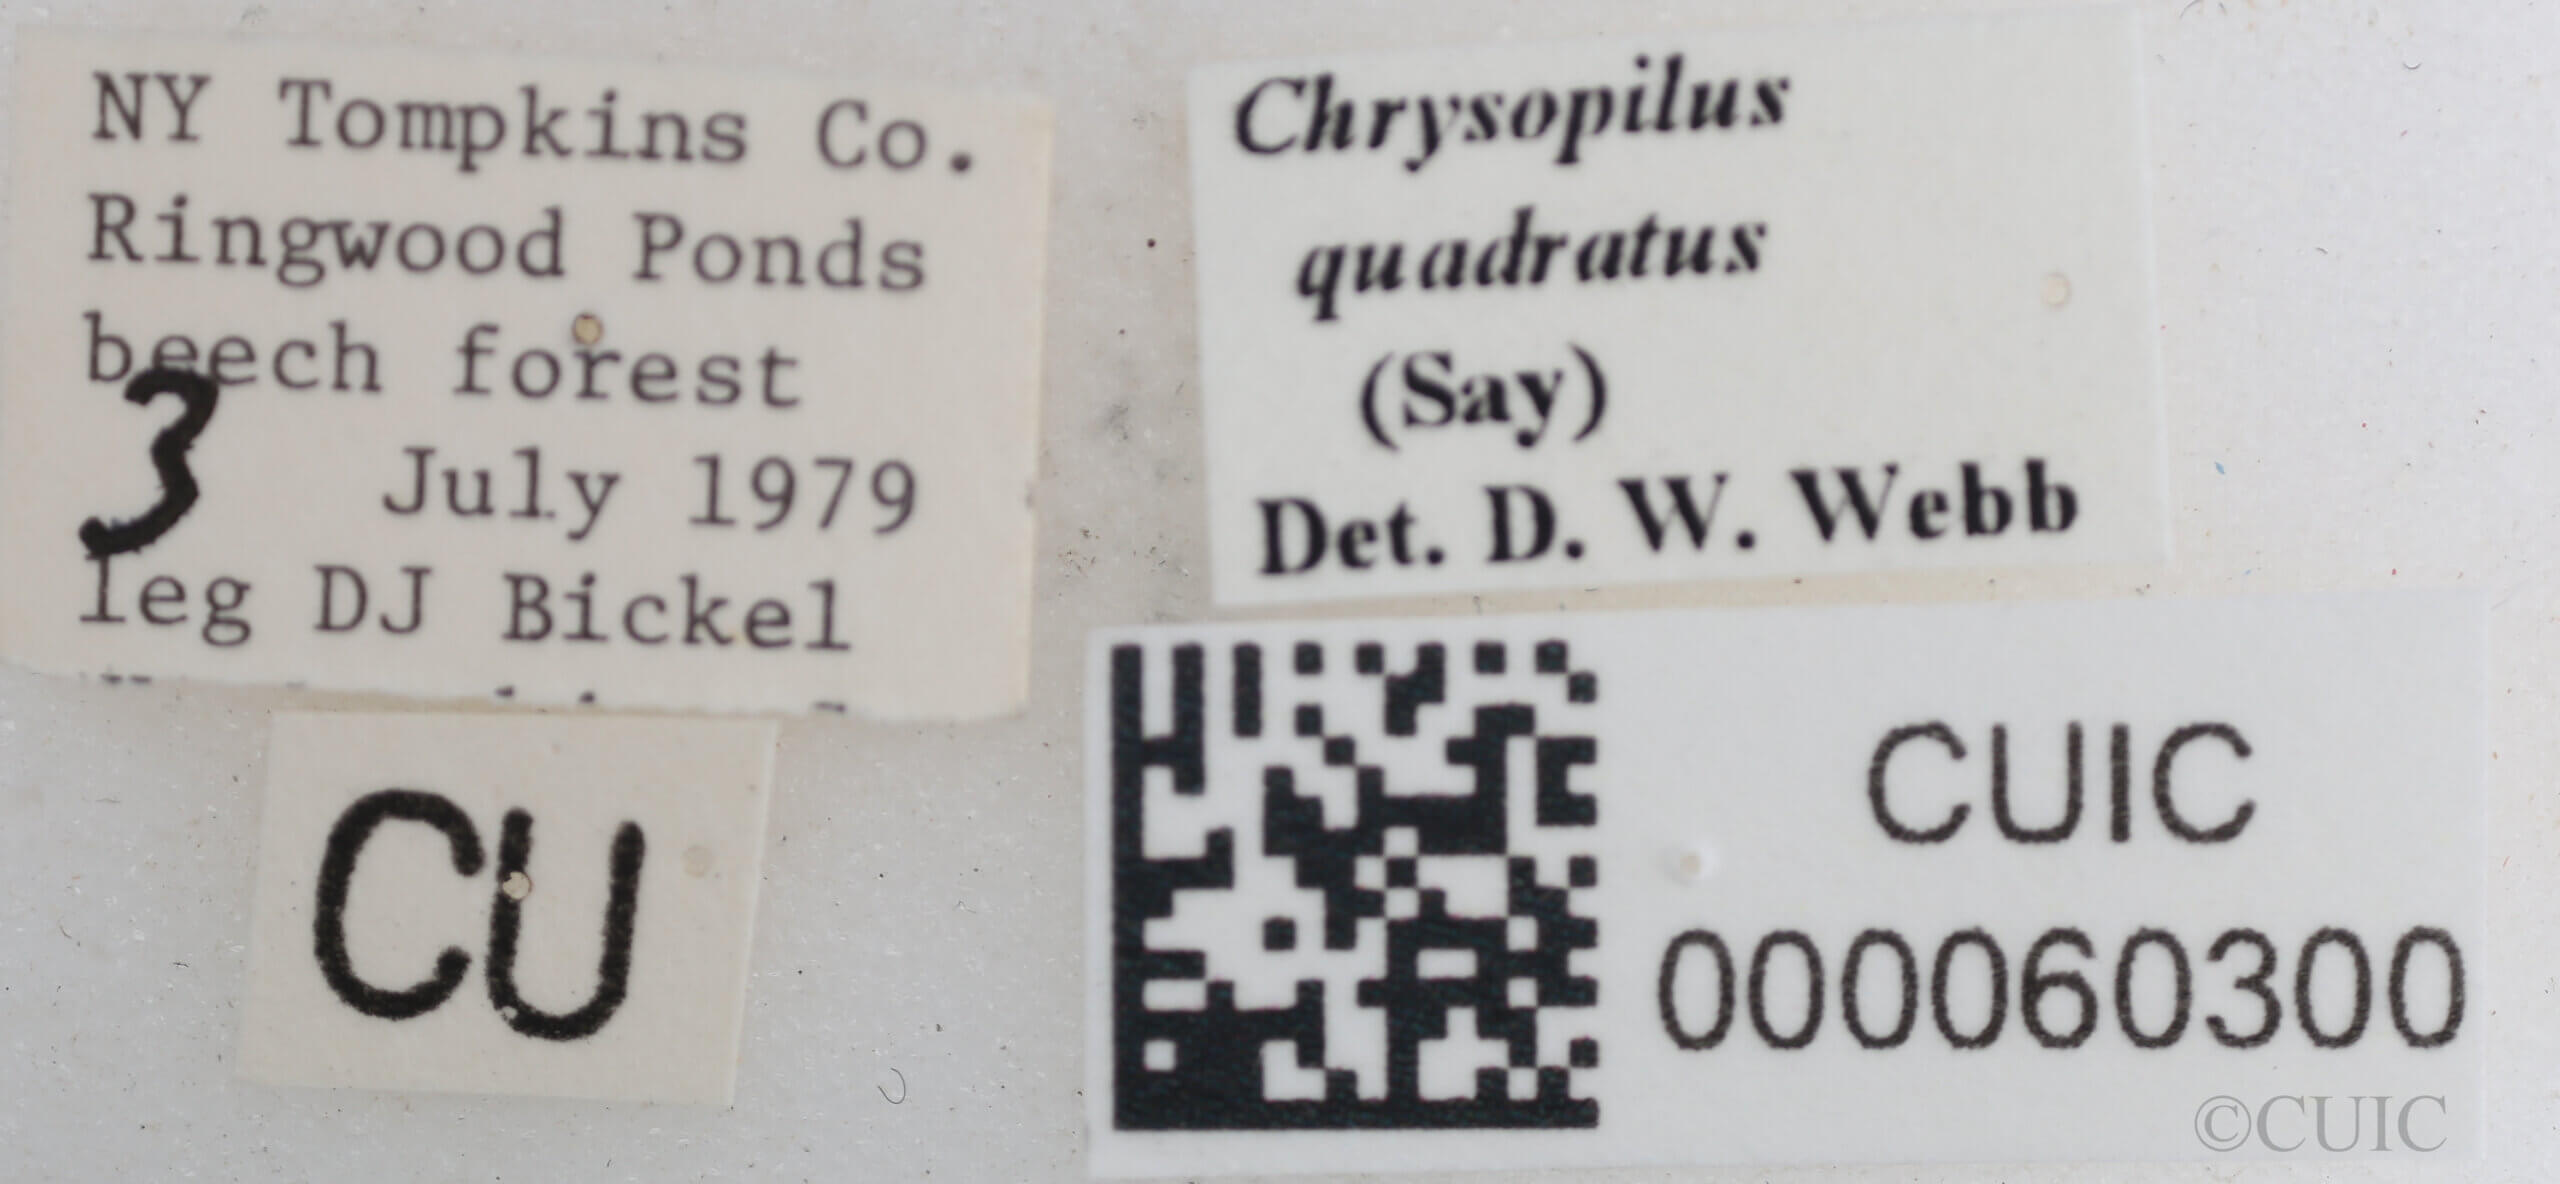 NY Tompkins Co.
Ringwood Ponds
beech forest
3 July 1979
leg DJ Bickel
CU
Chrysopilus
quadratus
(Say)
Det. D. W. Webb
CUIC
000060300
©CUIC